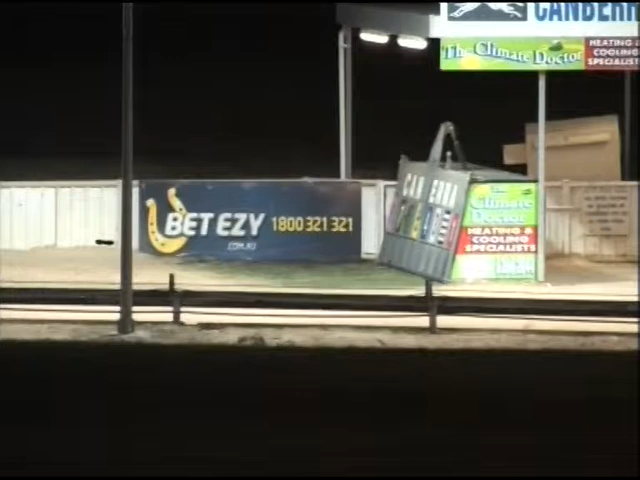 CANBERR
The Climate Doctor
HEATING &
COOLING
SPECIALISTS
BET EZY
.COM.AU
1800 321 321
CAN ERRA
Climate
Doctor
HEATING &
COOLING
SPECIALISTS